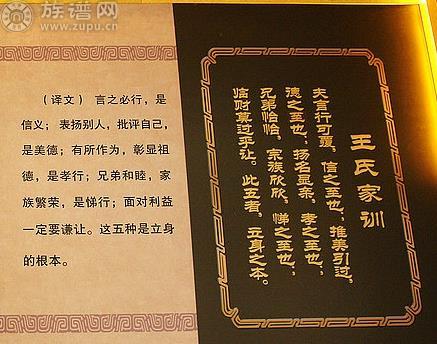 族谱网
www.zupu.cn
(译文) 言之必行，是
信义；表扬别人，批评自己，
是美德；有所作为，彰显祖
德，是孝行；兄弟和睦，家
族繁荣，是悌行；面对利益
一定要谦让。这五种是立身
的根本。
王氏家训
夫言行可覆，信之至也；推美引过，
德之至也；扬名显亲，孝之至也；
兄弟怡怡，宗族欣欣，悌之至也；
临财莫过乎让。此五者，立身之本。